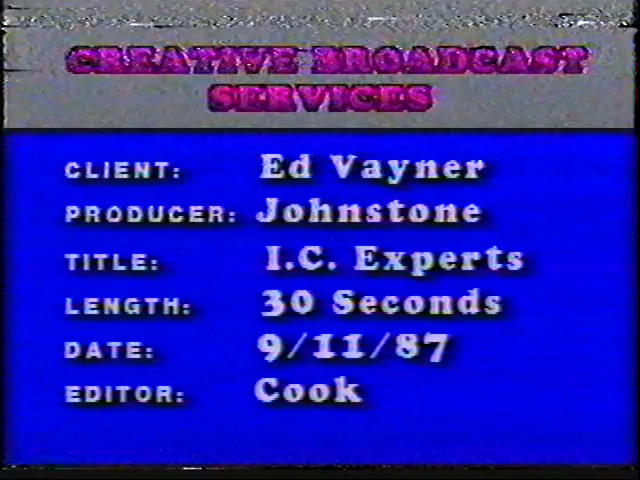 CREATIVE BROADCAST
SERVICES
CLIENT: Ed Vayner
PRODUCER: Johnstone
TITLE: I.C. Experts
LENGTH: 30 Seconds
DATE: 9/11/87
EDITOR: Cook